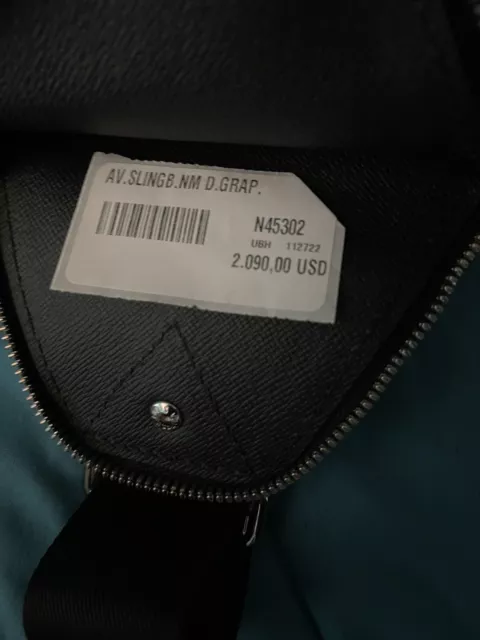 AV.SLINGB.NM D.GRAP.
N45302
UBH 112722
2.090,00 USD